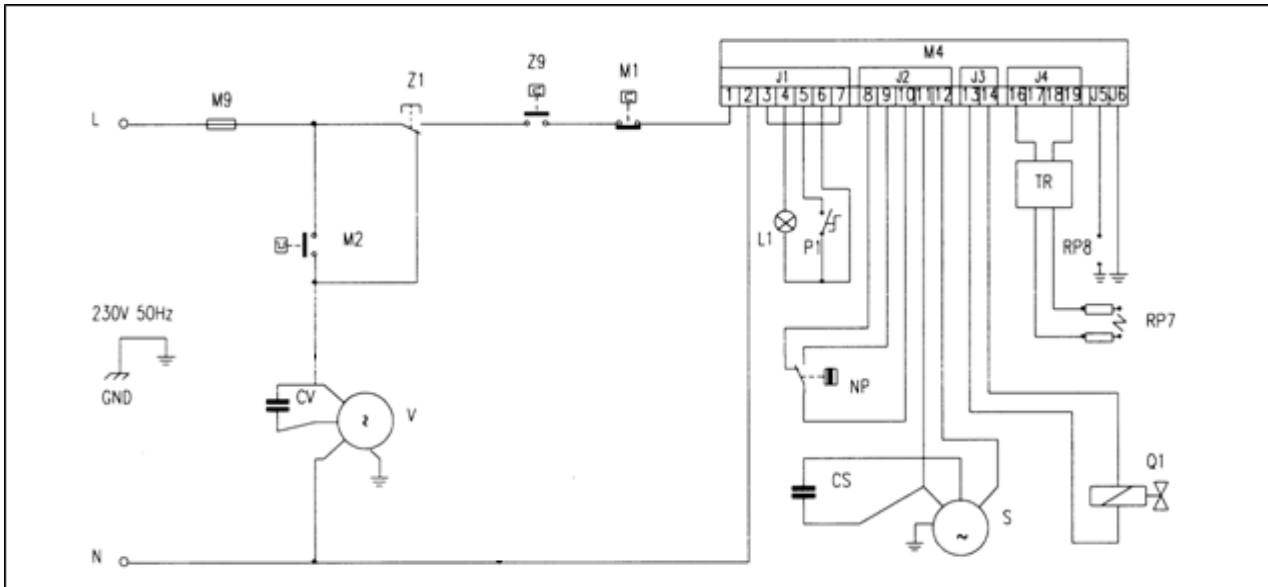 M4
J1 J2 J3 J4
1 2 3 4 5 6 7 8 9 10 11 12 13 14 16 17 18 19 J5 J6
Z1 Z9 M1
M9
L
TR
M2
L1 P1 RP8
230V 50Hz
RP7
GND
NP
CV V
CS Q1
S
N